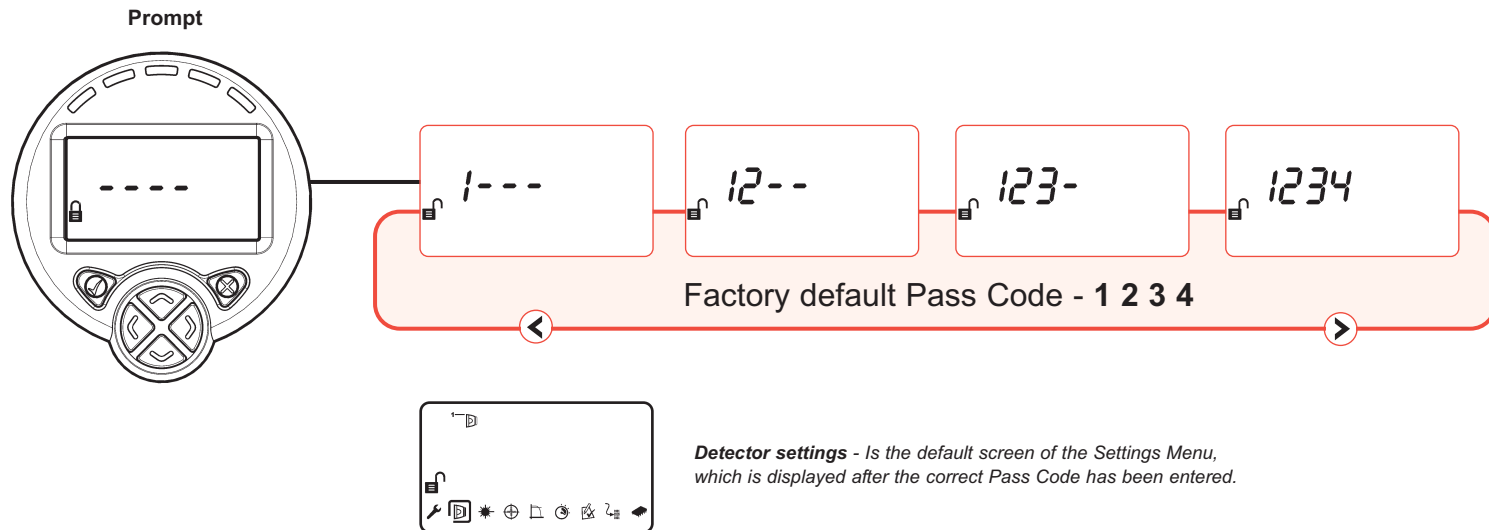 Prompt
- - - -
1 - - -
12 - -
123 -
1234
Factory default Pass Code - 1 2 3 4
1
Detector settings - Is the default screen of the Settings Menu,
which is displayed after the correct Pass Code has been entered.